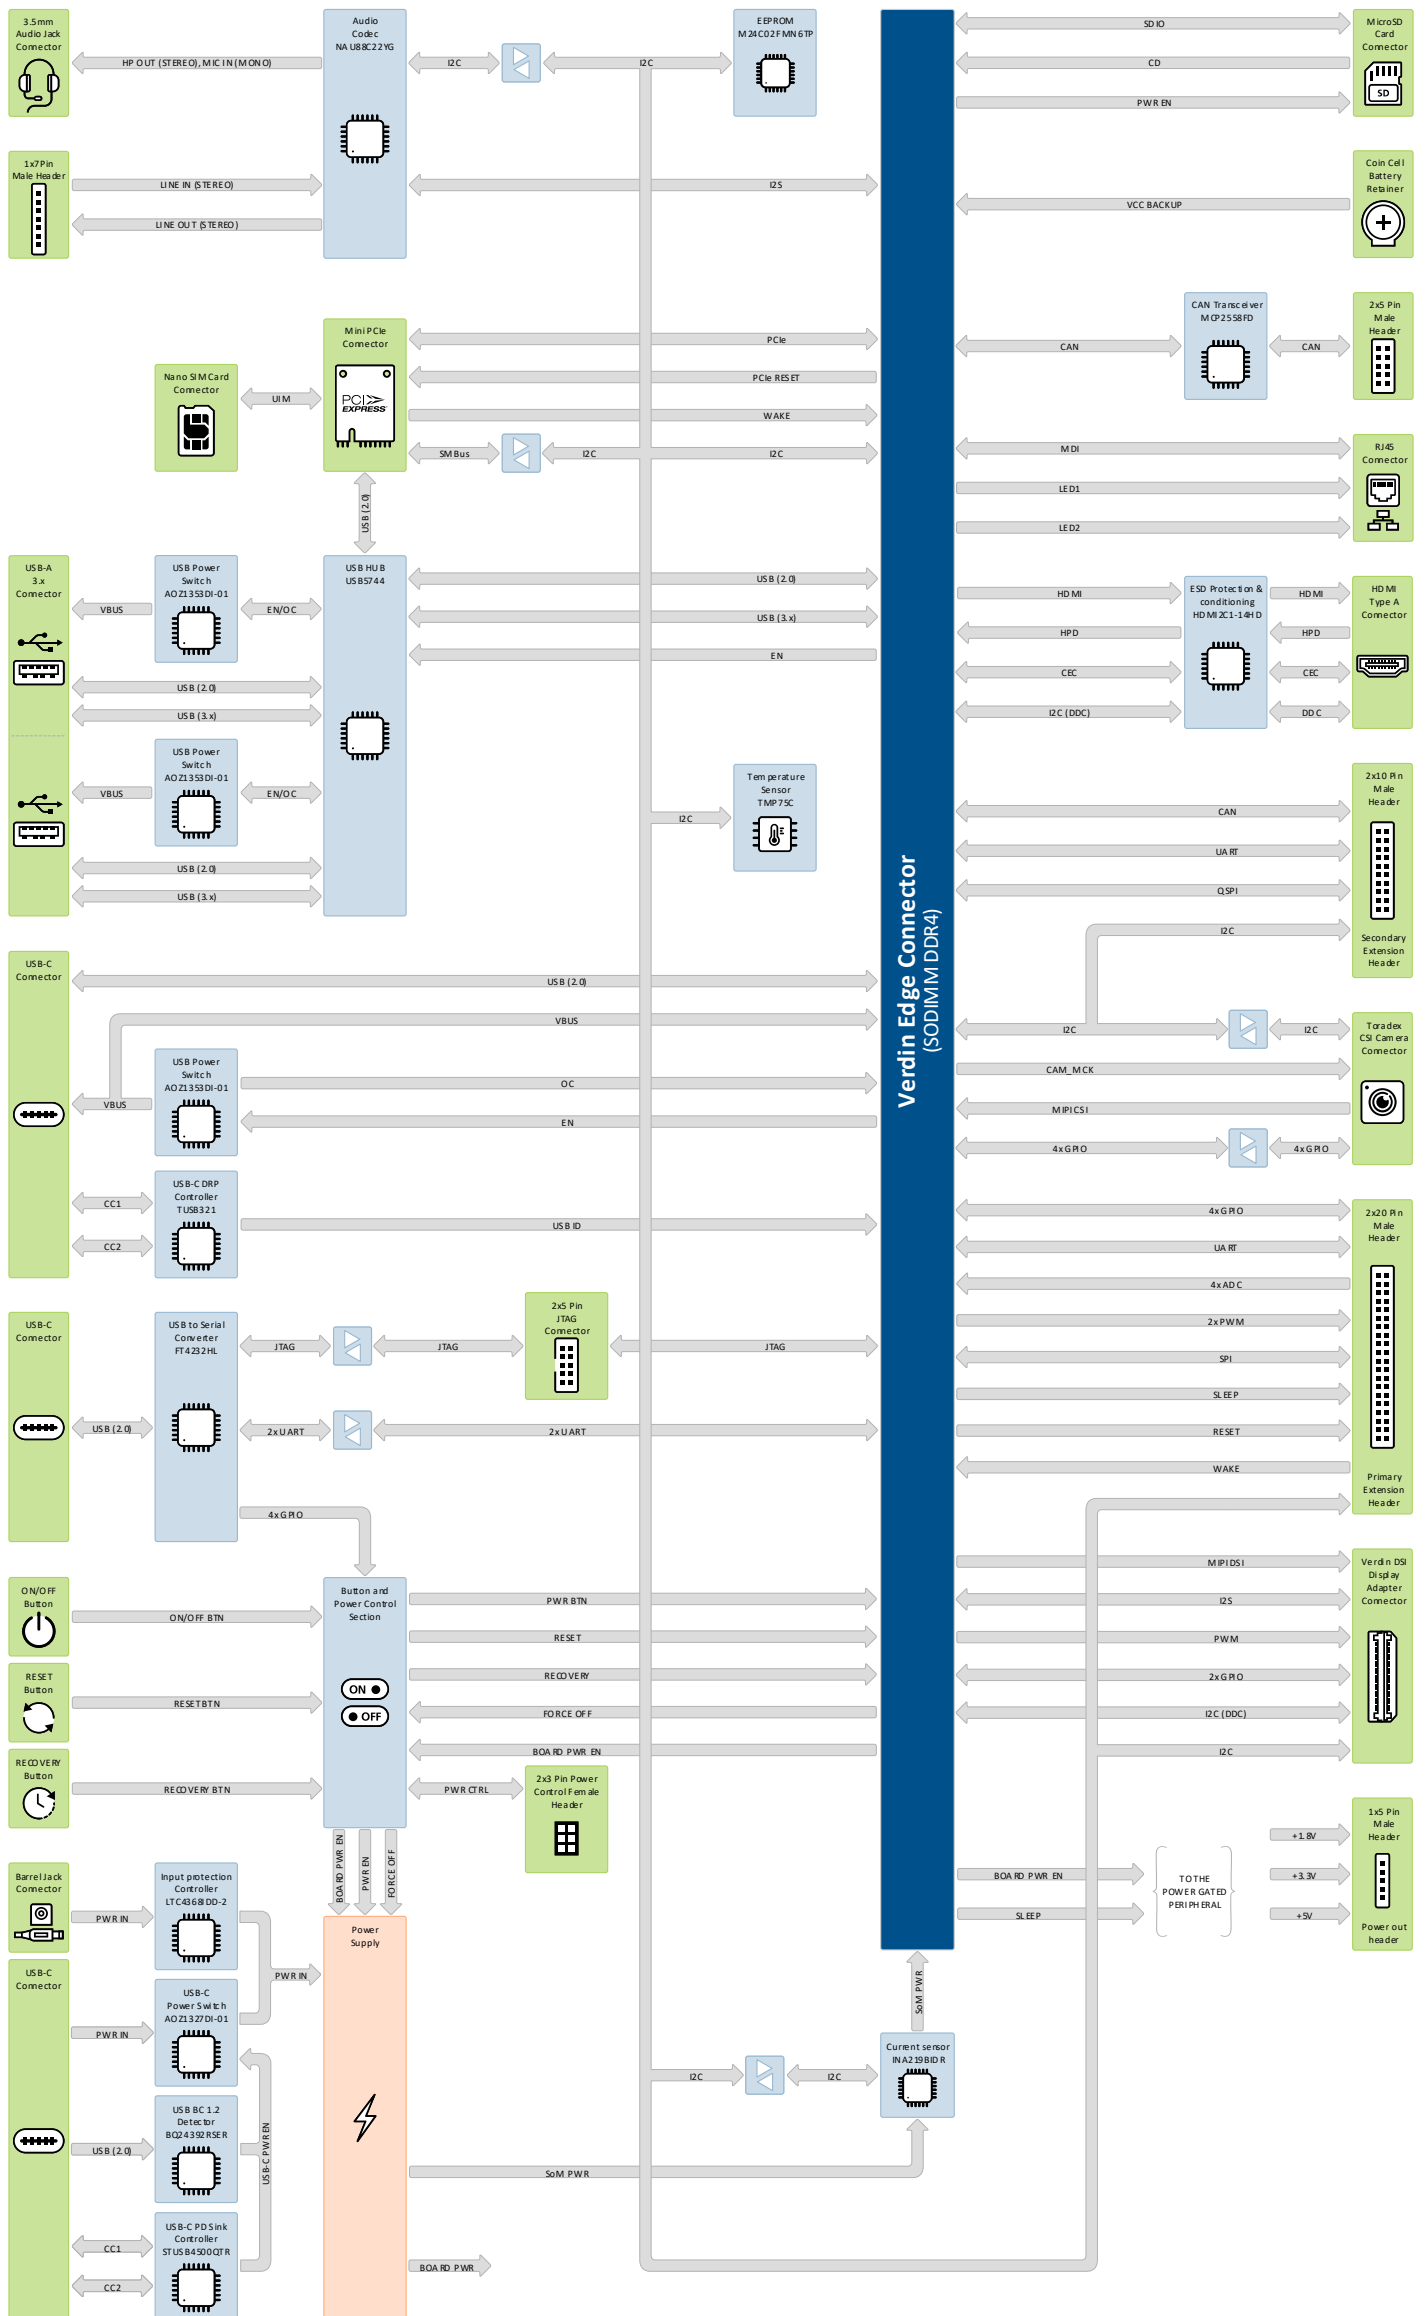 3.5mm
Audio Jack
Connector
HP OUT (STEREO), MIC IN (MONO)
Audio
Codec
NAU88C22YG
I2C
I2C
EEPROM
M24C02FMN6TP
SDIO
CD
PWR EN
MicroSD
Card
Connector
SD
1x7 Pin
Male Header
LINE IN (STEREO)
LINE OUT (STEREO)
I2S
VCC BACKUP
Coin Cell
Battery
Retainer
Nano SIM Card
Connector
UIM
Mini PCIe
Connector
PCI
EXPRESS
PCIe
PCIe RESET
WAKE
SMBus
I2C
I2C
USB (2.0)
CAN
CAN Transceiver
MCP2558FD
CAN
2x5 Pin
Male
Header
MDI
LED1
LED2
RJ45
Connector
USB-A
3.x
Connector
VBUS
USB Power
Switch
AOZ1353DI-01
EN/OC
USB (2.0)
USB (3.x)
VBUS
USB Power
Switch
AOZ1353DI-01
EN/OC
USB (2.0)
USB (3.x)
USB HUB
USB5744
USB (2.0)
USB (3.x)
EN
HDMI
HPD
CEC
I2C (DDC)
ESD Protection &
conditioning
HDMI2C1-14HD
HDMI
HPD
CEC
DDC
HDMI
Type A
Connector
I2C
Temperature
Sensor
TMP75C
Verdin Edge Connector
(SODIMM DDR4)
CAN
UART
QSPI
I2C
2x10 Pin
Male
Header
Secondary
Extension
Header
USB-C
Connector
USB (2.0)
VBUS
VBUS
USB Power
Switch
AOZ1353DI-01
OC
EN
CC1
CC2
USB-C DRP
Controller
TUSB321
USB ID
I2C
I2C
CAM_MCK
MIPI CSI
4x GPIO
4x GPIO
Toradex
CSI Camera
Connector
USB-C
Connector
USB (2.0)
USB to Serial
Converter
FT4232HL
JTAG
JTAG
2x5 Pin
JTAG
Connector
JTAG
2x UART
2x UART
4x GPIO
4x GPIO
UART
4x ADC
2x PWM
SPI
SLEEP
RESET
WAKE
2x20 Pin
Male
Header
Primary
Extension
Header
ON/OFF
Button
ON/OFF BTN
RESET
Button
RESET BTN
RECOVERY
Button
RECOVERY BTN
Button and
Power Control
Section
ON
OFF
PWR BTN
RESET
RECOVERY
FORCE OFF
BOARD PWR EN
PWR CTRL
2x3 Pin Power
Control Female
Header
BOARD PWR EN
PWR EN
FORCE OFF
MIPI DSI
I2S
PWM
2x GPIO
I2C (DDC)
I2C
Verdin DSI
Display
Adapter
Connector
BOARD PWR EN
SLEEP
TO THE
POWER GATED
PERIPHERAL
+1.8V
+3.3V
+5V
1x5 Pin
Male
Header
Power out
header
Barrel Jack
Connector
PWR IN
Input protection
Controller
LTC4368IDD-2
PWR IN
USB-C
Connector
PWR IN
USB-C
Power Switch
AOZ1327DI-01
USB (2.0)
USB BC 1.2
Detector
BQ24392RSER
USB-C PWR EN
CC1
CC2
USB-C PD Sink
Controller
STUSB4500QTR
Power
Supply
SoM PWR
BOARD PWR
I2C
I2C
SoM PWR
Current sensor
INA219BIDR